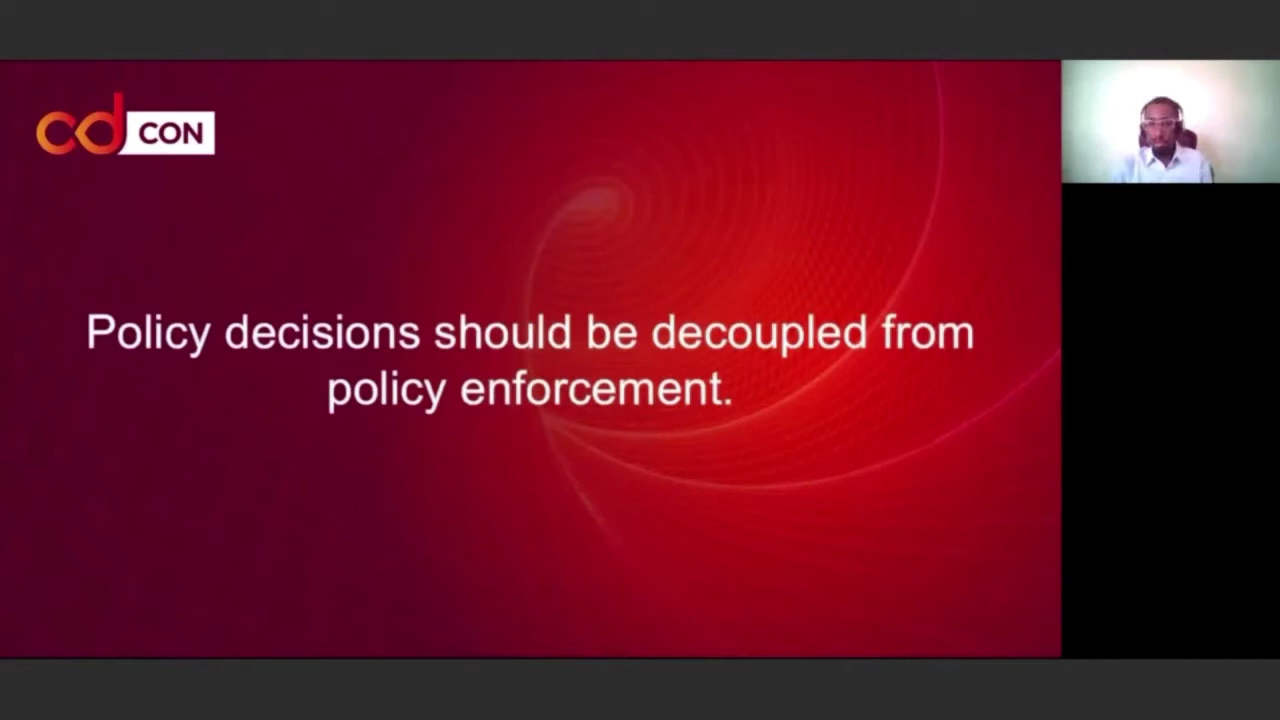 cd CON
Policy decisions should be decoupled from
policy enforcement.